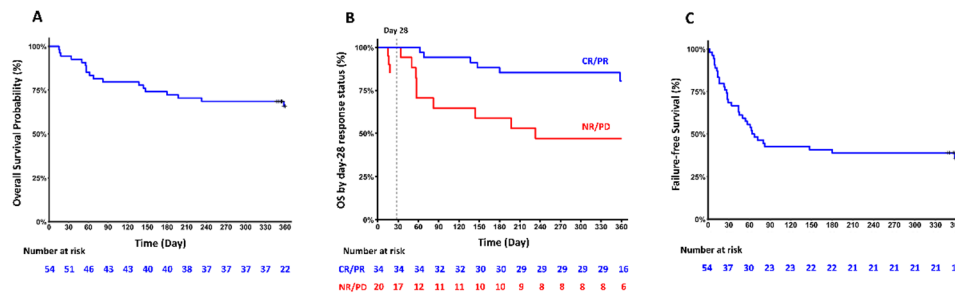 A
Overall Survival Probability (%)
100%
75%
50%
25%
0%
0 30 60 90 120 150 180 210 240 270 300 330 360
Time (Day)
Number at risk
54 51 46 43 43 40 40 38 37 37 37 37 22
B
Day 28
OS by day-28 response status (%)
100%
75%
50%
25%
0%
CR/PR
NR/PD
0 30 60 90 120 150 180 210 240 270 300 330 360
Time (Day)
Number at risk
CR/PR 34 34 34 32 32 30 30 29 29 29 29 29 16
NR/PD 20 17 12 11 11 10 10 9 8 8 8 8 6
C
Failure-free Survival (%)
100%
75%
50%
25%
0%
0 30 60 90 120 150 180 210 240 270 300 330 360
Time (Day)
Number at risk
54 37 30 23 23 22 22 21 21 21 21 21